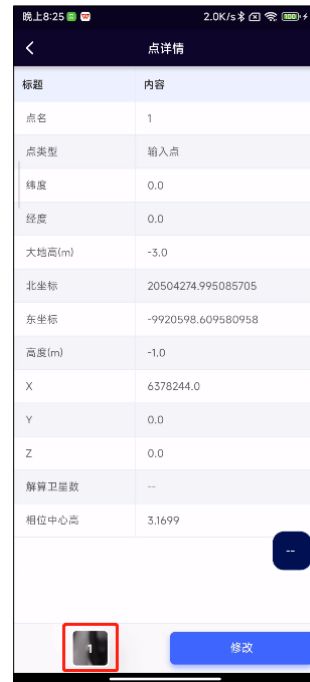 晚上8:25 2.0K/s 100
点详情
标题 内容
点名 1
点类型 输入点
纬度 0.0
经度 0.0
大地高(m) -3.0
北坐标 20504274.995085705
东坐标 -9920598.609580958
高度(m) -1.0
X 6378244.0
Y 0.0
Z 0.0
解算卫星数 --
相位中心高 3.1699
--
1 修改